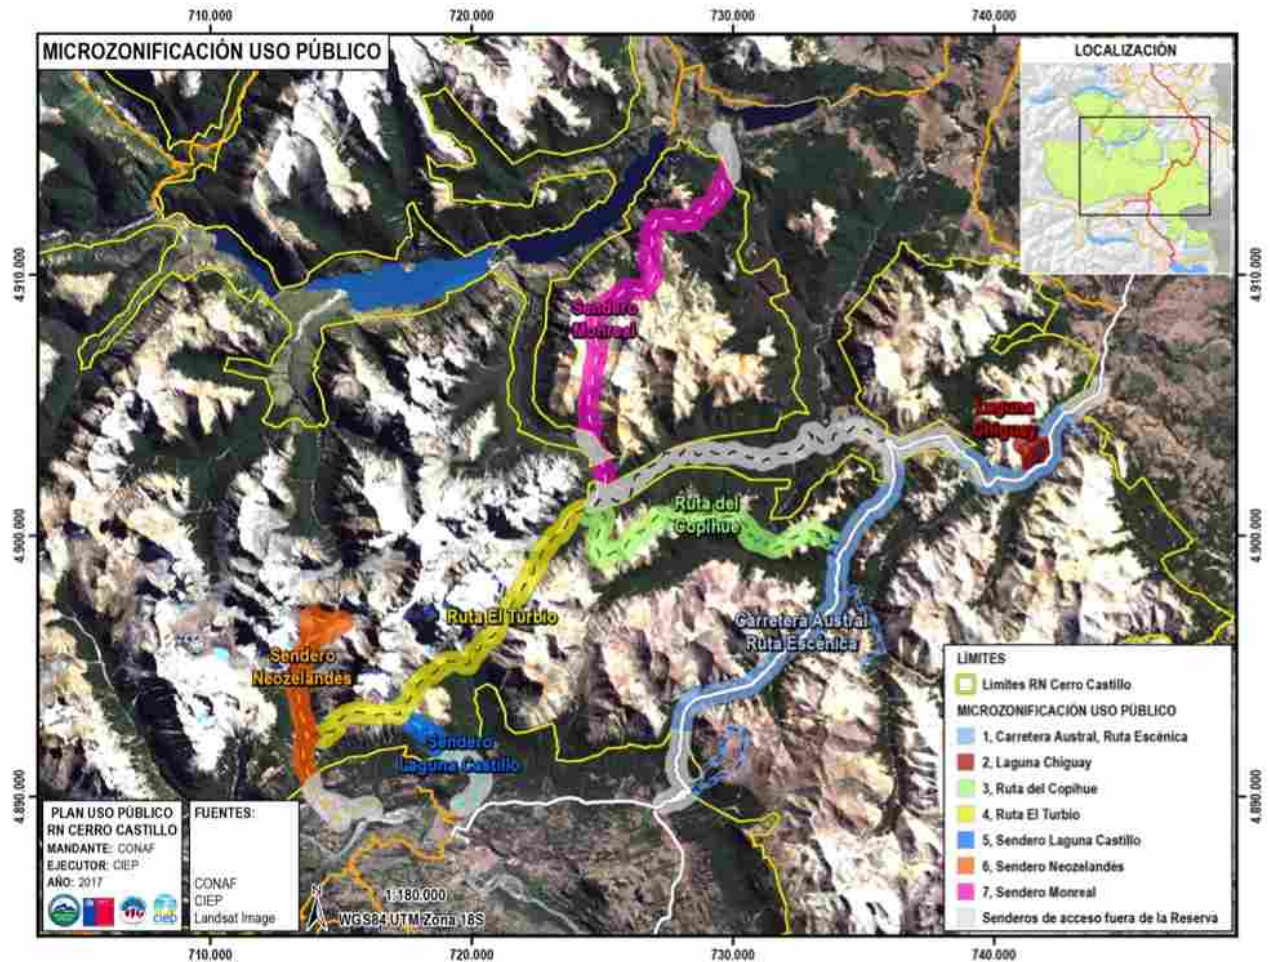 710.000 720.000 730.000 740.000
MICROZONIFICACIÓN USO PÚBLICO
LOCALIZACIÓN
4.910.000
4.910.000
Sendero
Monreal
Laguna
Chiguay
Ruta del
Copihue
4.900.000
4.900.000
Ruta El Turbio
Carretera Austral
Ruta Escénica
Sendero
Neozelandés
Sendero
Laguna Castillo
LÍMITES
Limites RN Cerro Castillo
MICROZONIFICACIÓN USO PÚBLICO
1, Carretera Austral, Ruta Escénica
2, Laguna Chiguay
3, Ruta del Copihue
4, Ruta El Turbio
5, Sendero Laguna Castillo
6, Sendero Neozelandés
7, Sendero Monreal
Senderos de acceso fuera de la Reserva
4.890.000
4.890.000
PLAN USO PÚBLICO
RN CERRO CASTILLO
MANDANTE: CONAF
EJECUTOR: CIEP
AÑO: 2017
ciep
FUENTES:
CONAF
CIEP
Landsat Image
N
1:180.000
WGS84 UTM Zona 18S
710.000 720.000 730.000 740.000